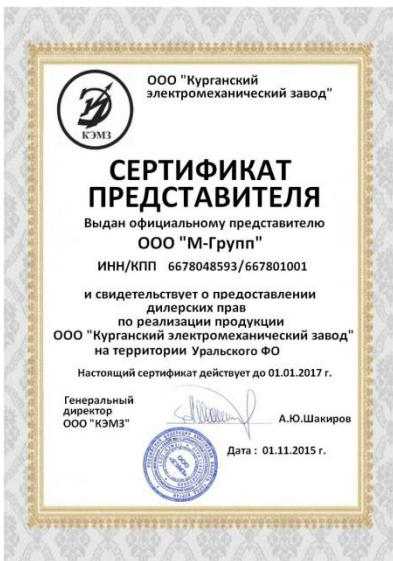 ООО "Курганский
электромеханический завод"
КЭМЗ
СЕРТИФИКАТ
ПРЕДСТАВИТЕЛЯ
Выдан официальному представителю
ООО "М-Групп"
ИНН/КПП 6678048593/667801001
и свидетельствует о предоставлении
дилерских прав
по реализации продукции
ООО "Курганский электромеханический завод"
на территории Уральского ФО
Настоящий сертификат действует до 01.01.2017 г.
Генеральный
директор
ООО "КЭМЗ"
А.Ю.Шакиров
Дата : 01.11.2015 г.
ООО
"КЭМЗ"